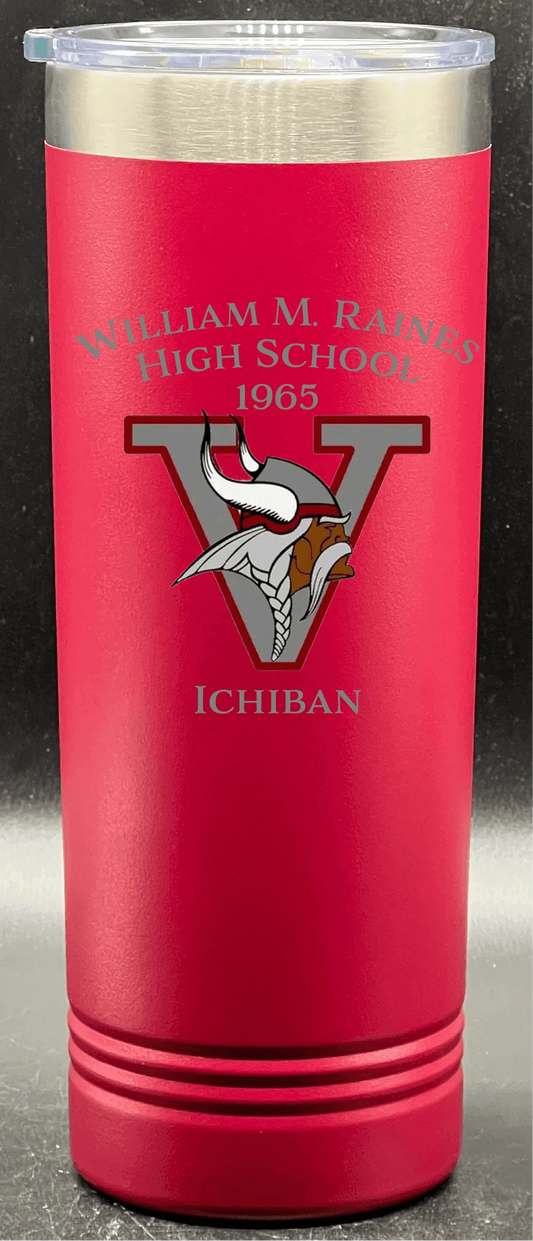 William M. Raines
High School
1965
V
Ichiban